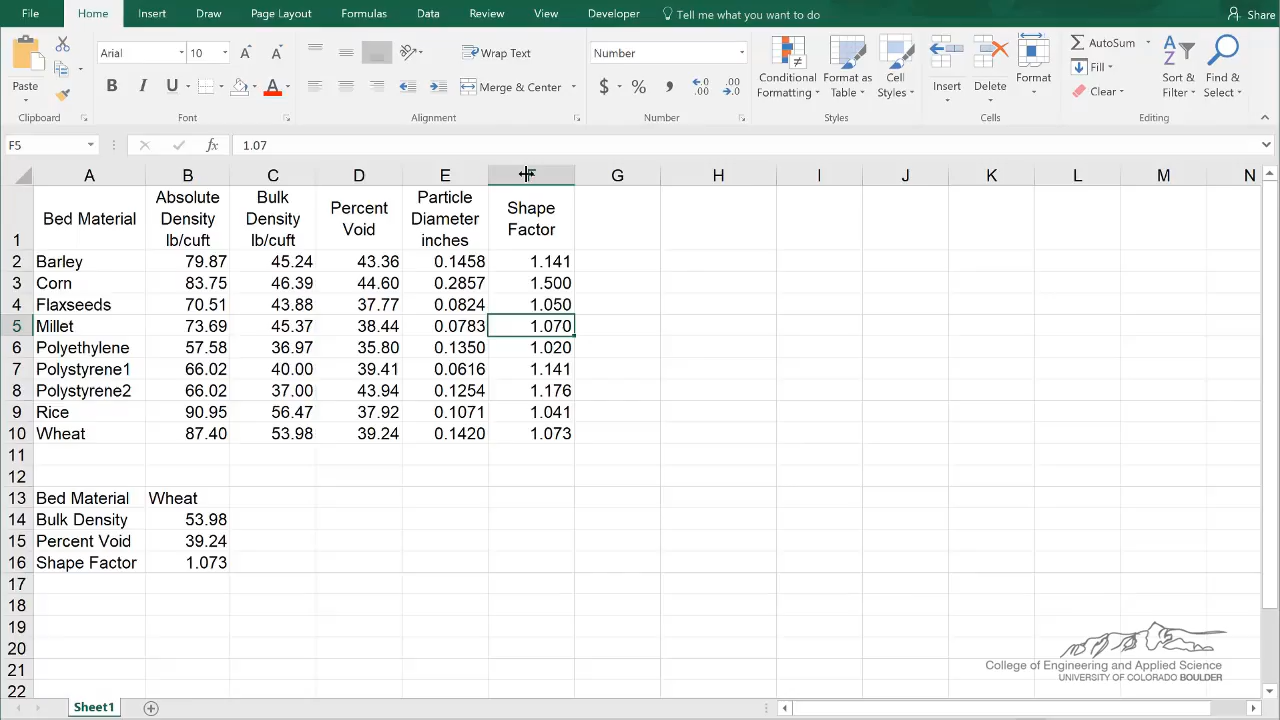 File Home Insert Draw Page Layout Formulas Data Review View Developer Tell me what you want to do Share
Paste
Clipboard
Arial 10
B I U A
Font
Wrap Text
Merge & Center
Alignment
Number
$ %
Number
Conditional Formatting
Format as Table
Cell Styles
Styles
Insert Delete Format
Cells
AutoSum
Fill
Clear
Sort & Filter
Find & Select
Editing
F5 fx 1.07
A B C D E G H I J K L M N
1 Bed Material Absolute Density lb/cuft Bulk Density lb/cuft Percent Void Particle Diameter inches Shape Factor
2 Barley 79.87 45.24 43.36 0.1458 1.141
3 Corn 83.75 46.39 44.60 0.2857 1.500
4 Flaxseeds 70.51 43.88 37.77 0.0824 1.050
5 Millet 73.69 45.37 38.44 0.0783 1.070
6 Polyethylene 57.58 36.97 35.80 0.1350 1.020
7 Polystyrene1 66.02 40.00 39.41 0.0616 1.141
8 Polystyrene2 66.02 37.00 43.94 0.1254 1.176
9 Rice 90.95 56.47 37.92 0.1071 1.041
10 Wheat 87.40 53.98 39.24 0.1420 1.073
11
12
13 Bed Material Wheat
14 Bulk Density 53.98
15 Percent Void 39.24
16 Shape Factor 1.073
17
18
19
20
21
22
College of Engineering and Applied Science
UNIVERSITY OF COLORADO BOULDER
Sheet1